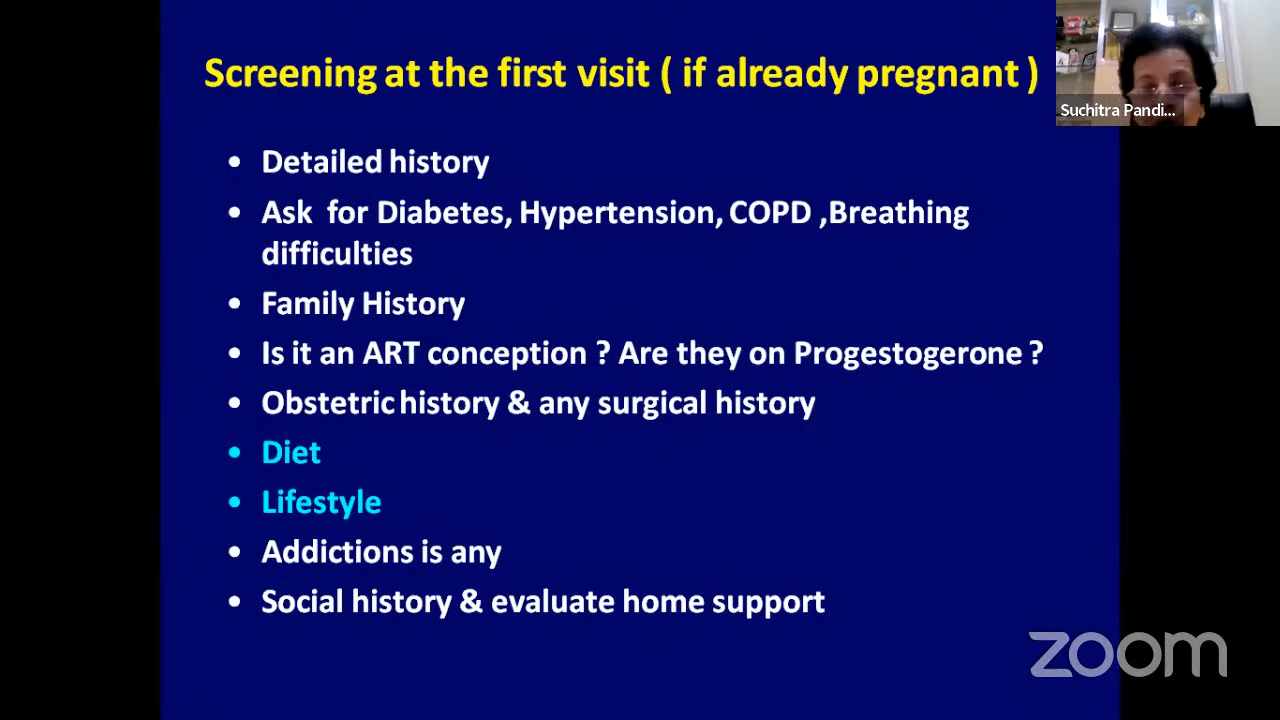 Screening at the first visit ( if already pregnant )
Suchitra Pandi...
• Detailed history
• Ask for Diabetes, Hypertension, COPD ,Breathing
difficulties
• Family History
• Is it an ART conception ? Are they on Progestogerone ?
• Obstetric history & any surgical history
• Diet
• Lifestyle
• Addictions is any
• Social history & evaluate home support
zoom